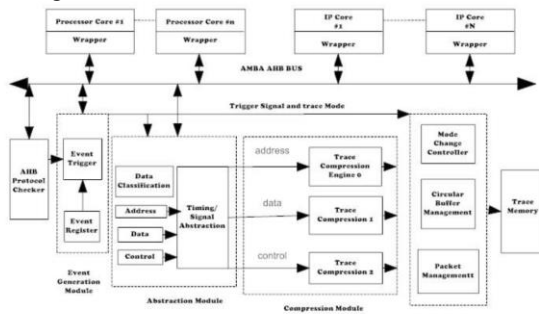 Processor Core #1
Wrapper
Processor Core #n
Wrapper
IP Core
#1
Wrapper
IP Core
#N
Wrapper
AMBA AHB BUS
Trigger Signal and trace Mode
AHB
Protocol
Checker
Event
Trigger
Event
Register
Event
Generation
Module
Data
Classification
Address
Data
Control
Timing/
Signal
Abstraction
Abstraction Module
address
data
control
Trace
Compression
Engine 0
Trace
Compression 1
Trace
Compression 2
Compression Module
Mode
Change
Controller
Circular
Buffer
Management
Packet
Managementt
Trace
Memory